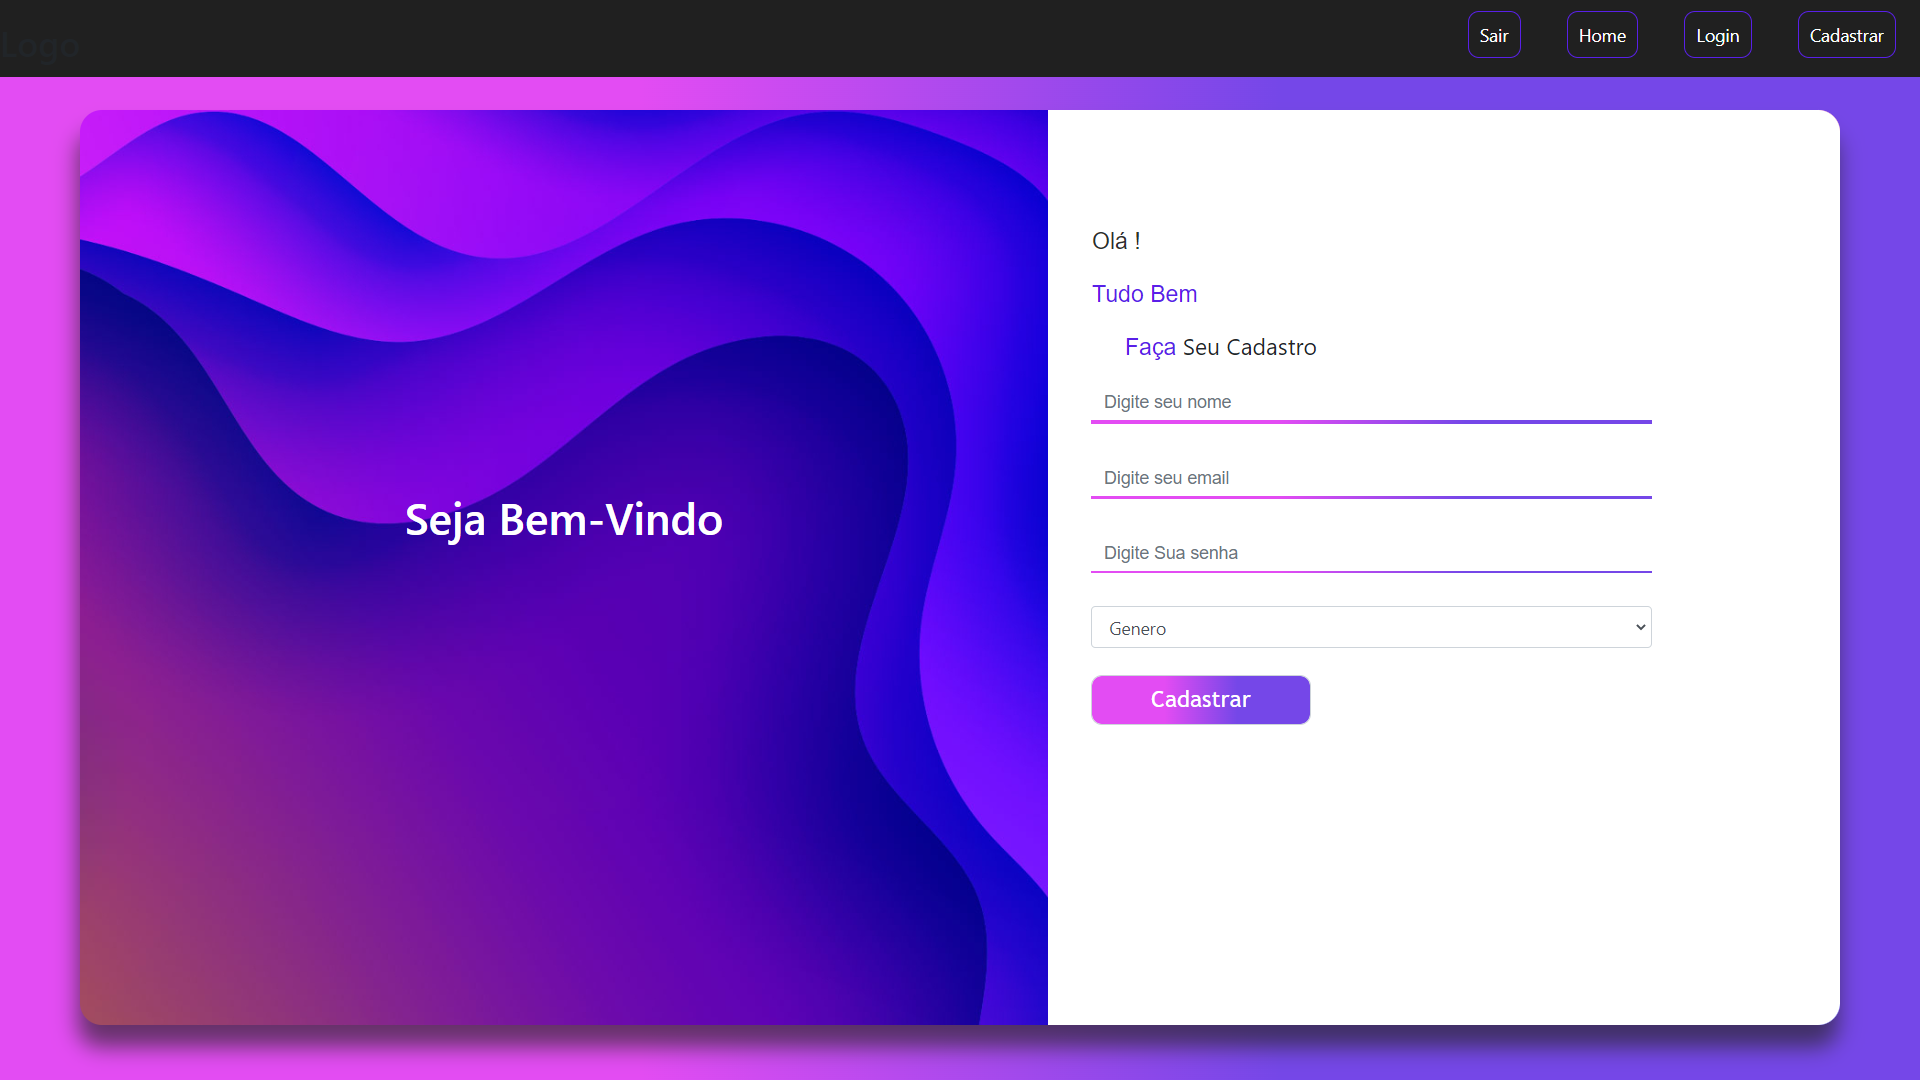 Logo
Sair
Home
Login
Cadastrar
Seja Bem-Vindo
Olá !
Tudo Bem
Faça Seu Cadastro
Digite seu nome
Digite seu email
Digite Sua senha
Genero
Cadastrar